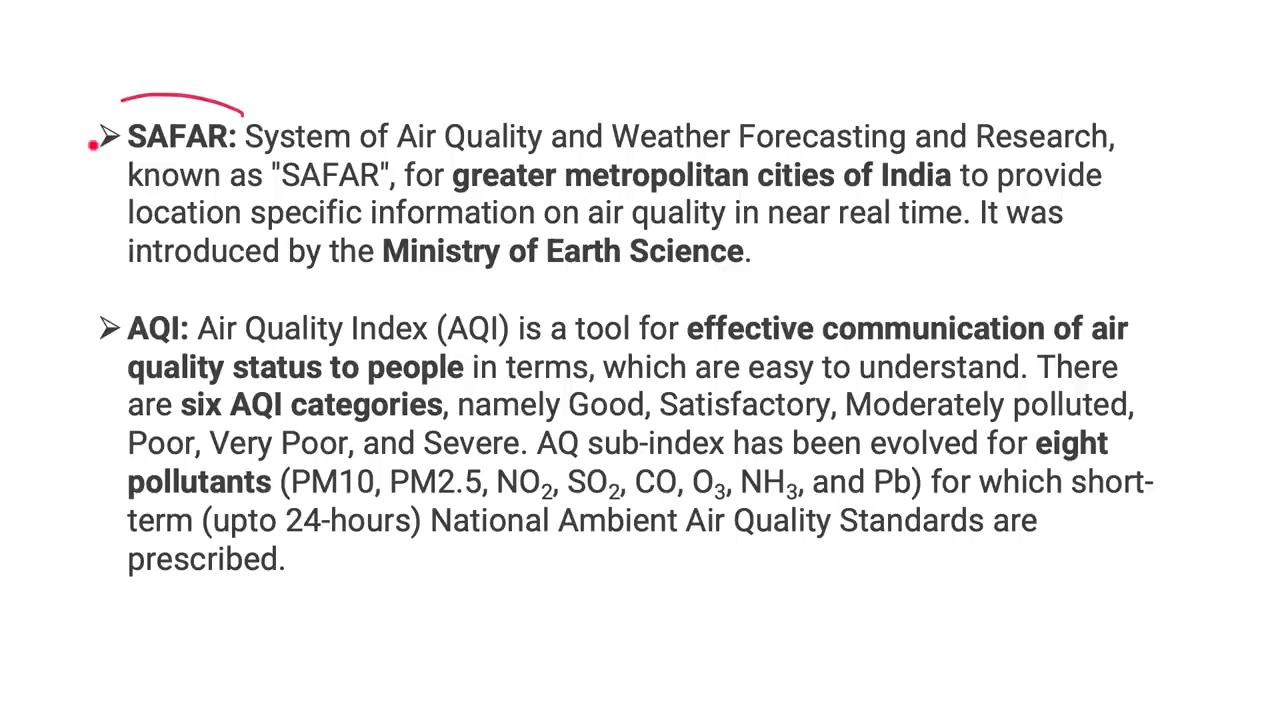 ➢ SAFAR: System of Air Quality and Weather Forecasting and Research,
known as "SAFAR", for greater metropolitan cities of India to provide
location specific information on air quality in near real time. It was
introduced by the Ministry of Earth Science.
➢ AQI: Air Quality Index (AQI) is a tool for effective communication of air
quality status to people in terms, which are easy to understand. There
are six AQI categories, namely Good, Satisfactory, Moderately polluted,
Poor, Very Poor, and Severe. AQ sub-index has been evolved for eight
pollutants (PM10, PM2.5, NO₂, SO₂, CO, O₃, NH₃, and Pb) for which short-
term (upto 24-hours) National Ambient Air Quality Standards are
prescribed.